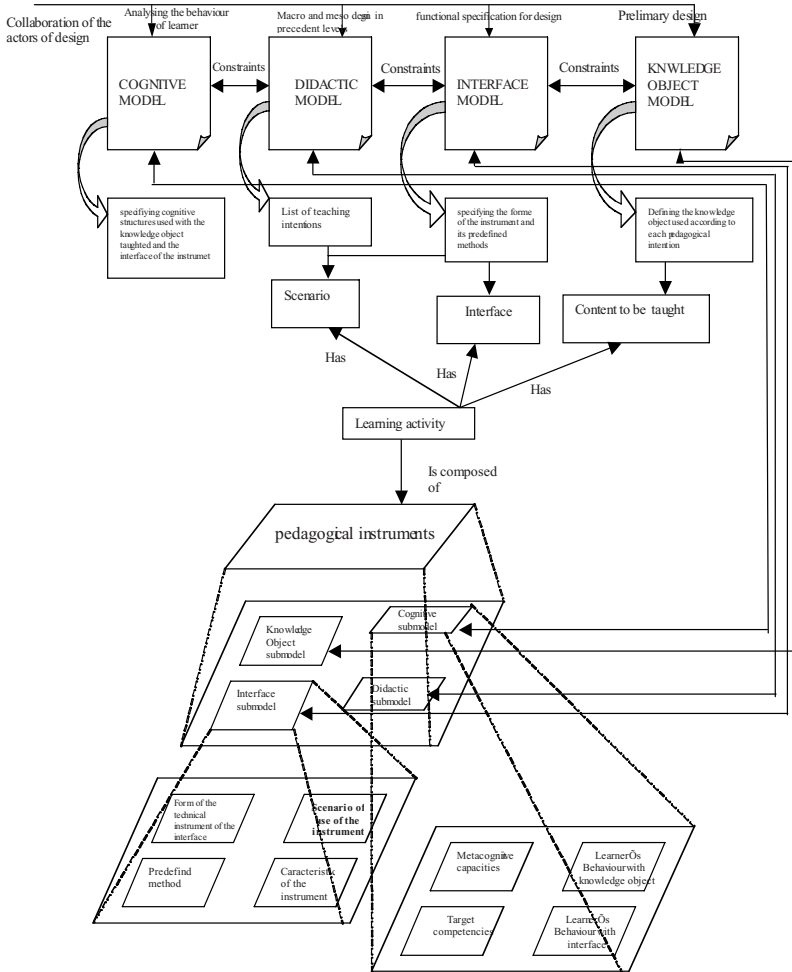 Collaboration of the
actors of design
Analysing the behaviour
of learner
Macro and meso desgi in
precedent levels
functional specification for design
Prelimary design
COGNITIVE
MODEL
Constraints
DIDACTIC
MODEL
Constraints
INTERFACE
MODEL
Constraints
KNWLEDGE
OBJECT
MODEL
specifiying cognitive
structures used with the
knowledge object
taughted and the
interface of the instrumet
List of teaching
intentions
specifying the forme
of the instrument and
its predefined
methods
Defining the knowledge
object used according to
each pedagogical
intention
Scenario
Interface
Content to be taught
Has
Has
Has
Learning activity
Is composed
of
pedagogical instruments
Knowledge
Object
submodel
Cognitive
submodel
Interface
submodel
Didactic
submodel
Form of the
technical
instrument of the
interface
Scenario of
use of the
instrument
Predefind
method
Caracteristic
of the
instrument
Metacognitive
capacities
LearnerÕs
Behaviour with
knowledge object
Target
competencies
LearnerÕs
Behaviour with
interface